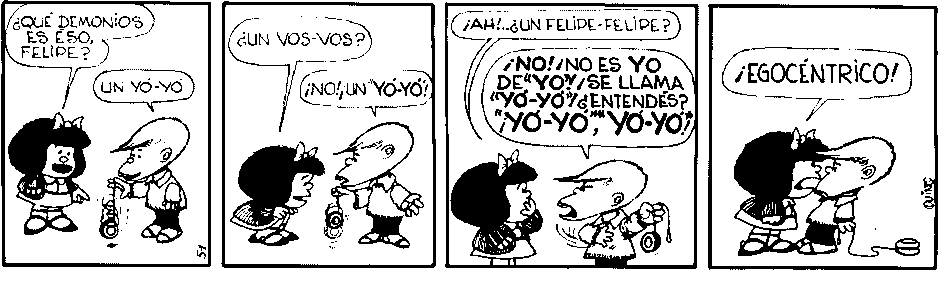 ¿QUÉ DEMONIOS
ES ESO,
FELIPE?
UN YO-YO
¿UN VOS-VOS?
¡NO!¡UN "YO-YO"!
¡AH!...¿UN FELIPE-FELIPE?
¡NO!¡NO ES YO
DE "YO"!¡SE LLAMA
"YO-YO"!¿ENTENDÉS?
"¡YO-YO", "YO-YO"!
¡EGOCÉNTRICO!
QUINO
51